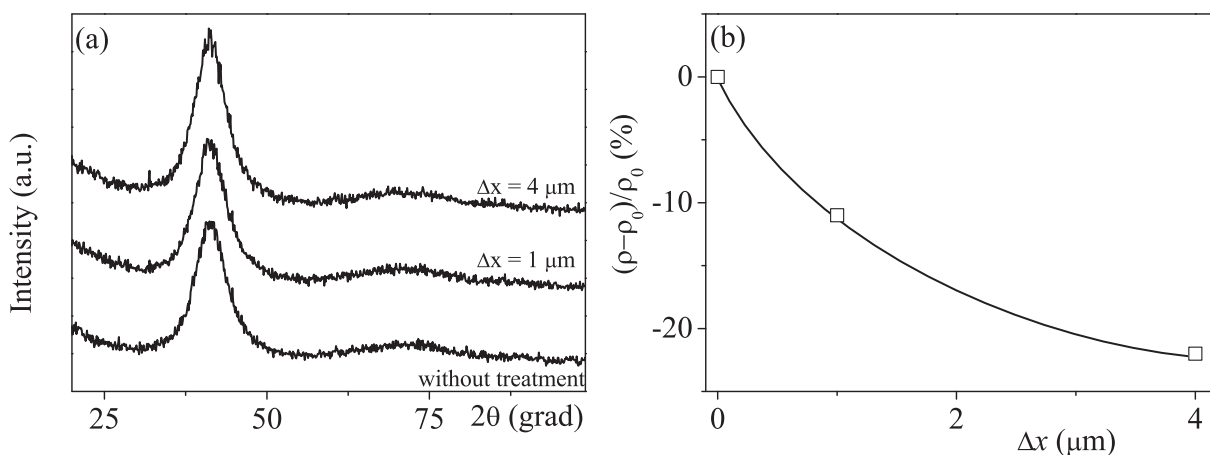 (a)
Intensity (a.u.)
Δx = 4 μm
Δx = 1 μm
without treatment
25
50
75
2θ (grad)
(b)
(ρ−ρ0)/ρ0 (%)
0
-10
-20
0
2
4
Δx (μm)